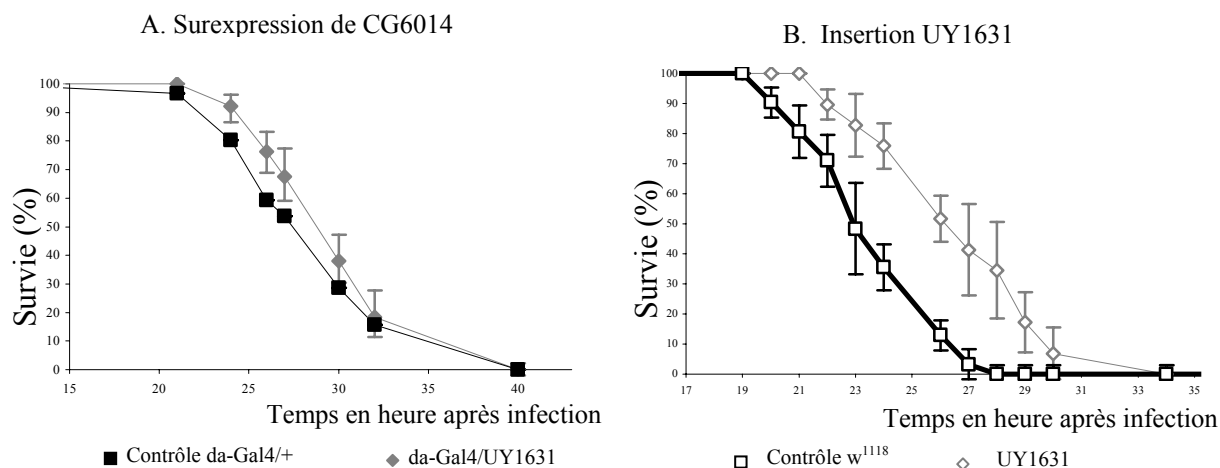 A. Surexpression de CG6014
Survie (%)
100
90
80
70
60
50
40
30
20
10
0
15 20 25 30 35 40
Temps en heure après infection
Contrôle da-Gal4/+ da-Gal4/UY1631
B. Insertion UY1631
Survie (%)
100
90
80
70
60
50
40
30
20
10
0
17 19 21 23 25 27 29 31 33 35
Temps en heure après infection
Contrôle w1118 UY1631